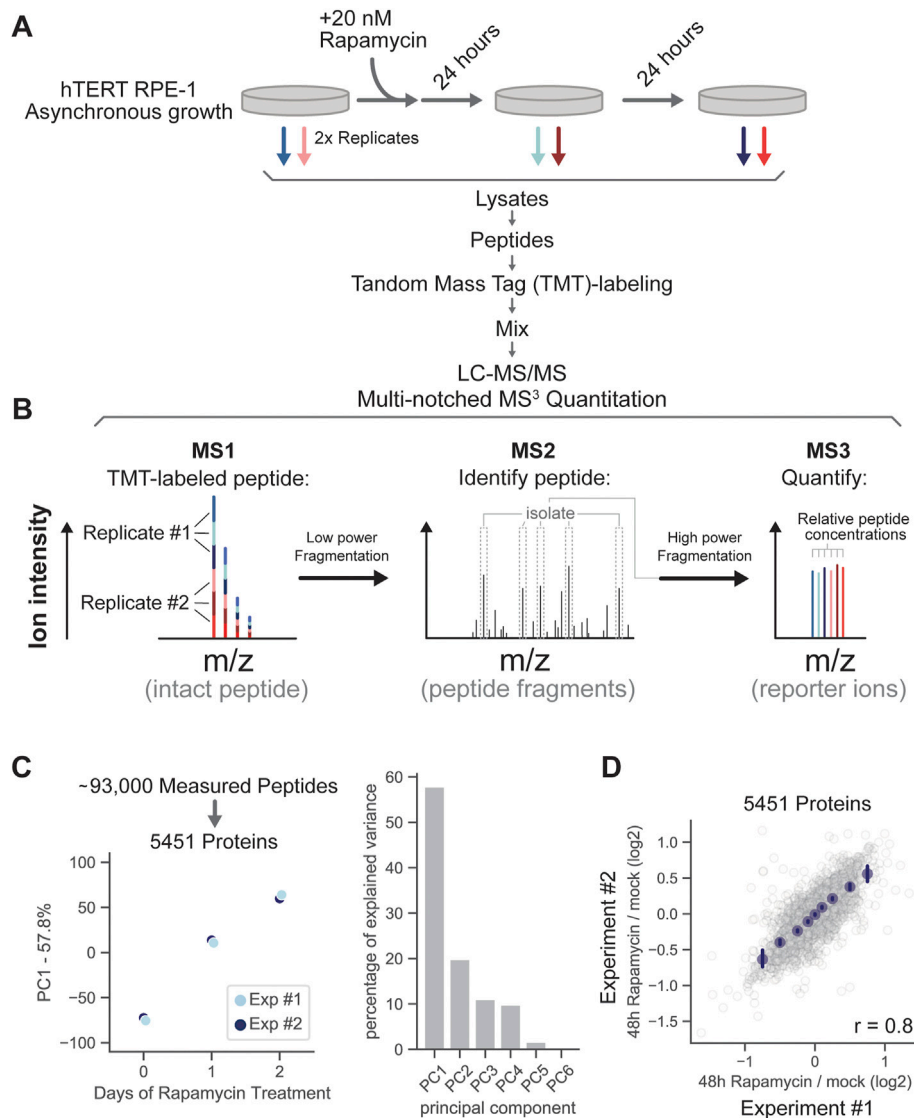 A
+20 nM
Rapamycin
24 hours
24 hours
hTERT RPE-1
Asynchronous growth
2x Replicates
Lysates
Peptides
Tandom Mass Tag (TMT)-labeling
Mix
LC-MS/MS
Multi-notched MS³ Quantitation
B
MS1
TMT-labeled peptide:
Replicate #1
Replicate #2
Ion intensity
m/z
(intact peptide)
Low power
Fragmentation
MS2
Identify peptide:
isolate
m/z
(peptide fragments)
High power
Fragmentation
MS3
Quantify:
Relative peptide
concentrations
m/z
(reporter ions)
C
~93,000 Measured Peptides
5451 Proteins
PC1 - 57.8%
100
50
0
−50
−100
Exp #1
Exp #2
0 1 2
Days of Rapamycin Treatment
percentage of explained variance
60
50
40
30
20
10
0
PC1 PC2 PC3 PC4 PC5 PC6
principal component
D
5451 Proteins
Experiment #2
48h Rapamycin / mock (log2)
1.0
0.5
0.0
−0.5
−1.0
−1.5
r = 0.8
−1 0 1
48h Rapamycin / mock (log2)
Experiment #1